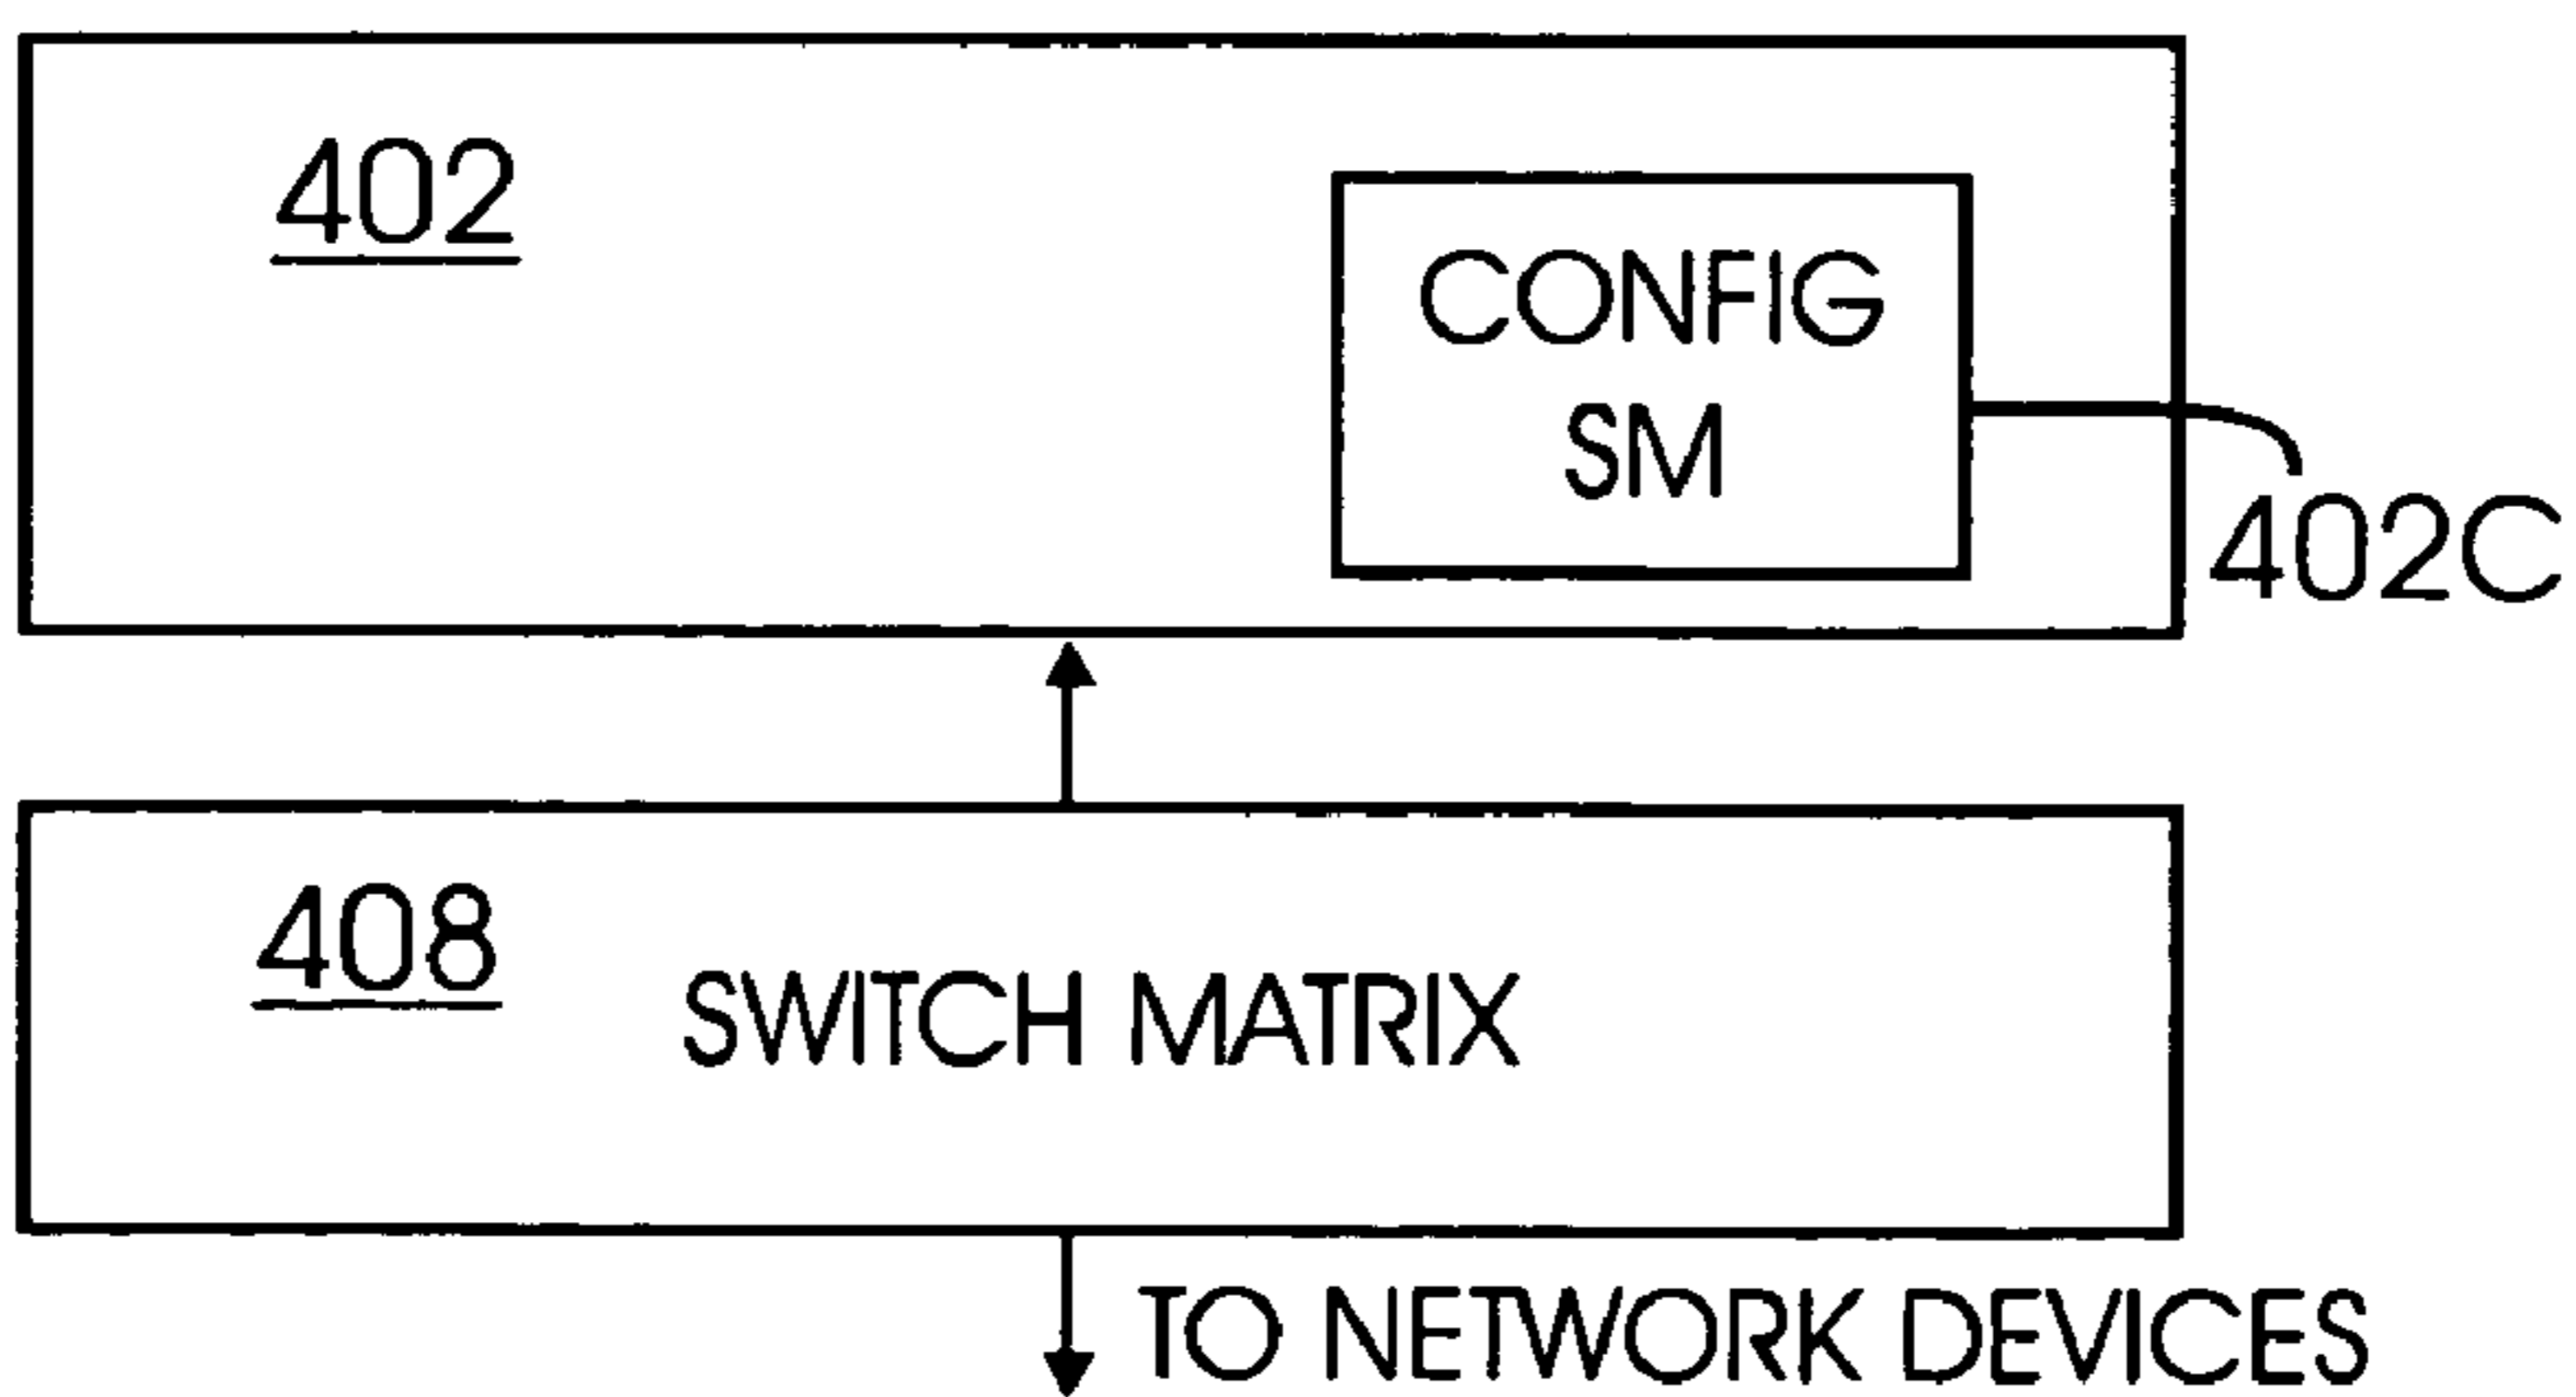 402
CONFIG
SM
402C
408
SWITCH MATRIX
TO NETWORK DEVICES